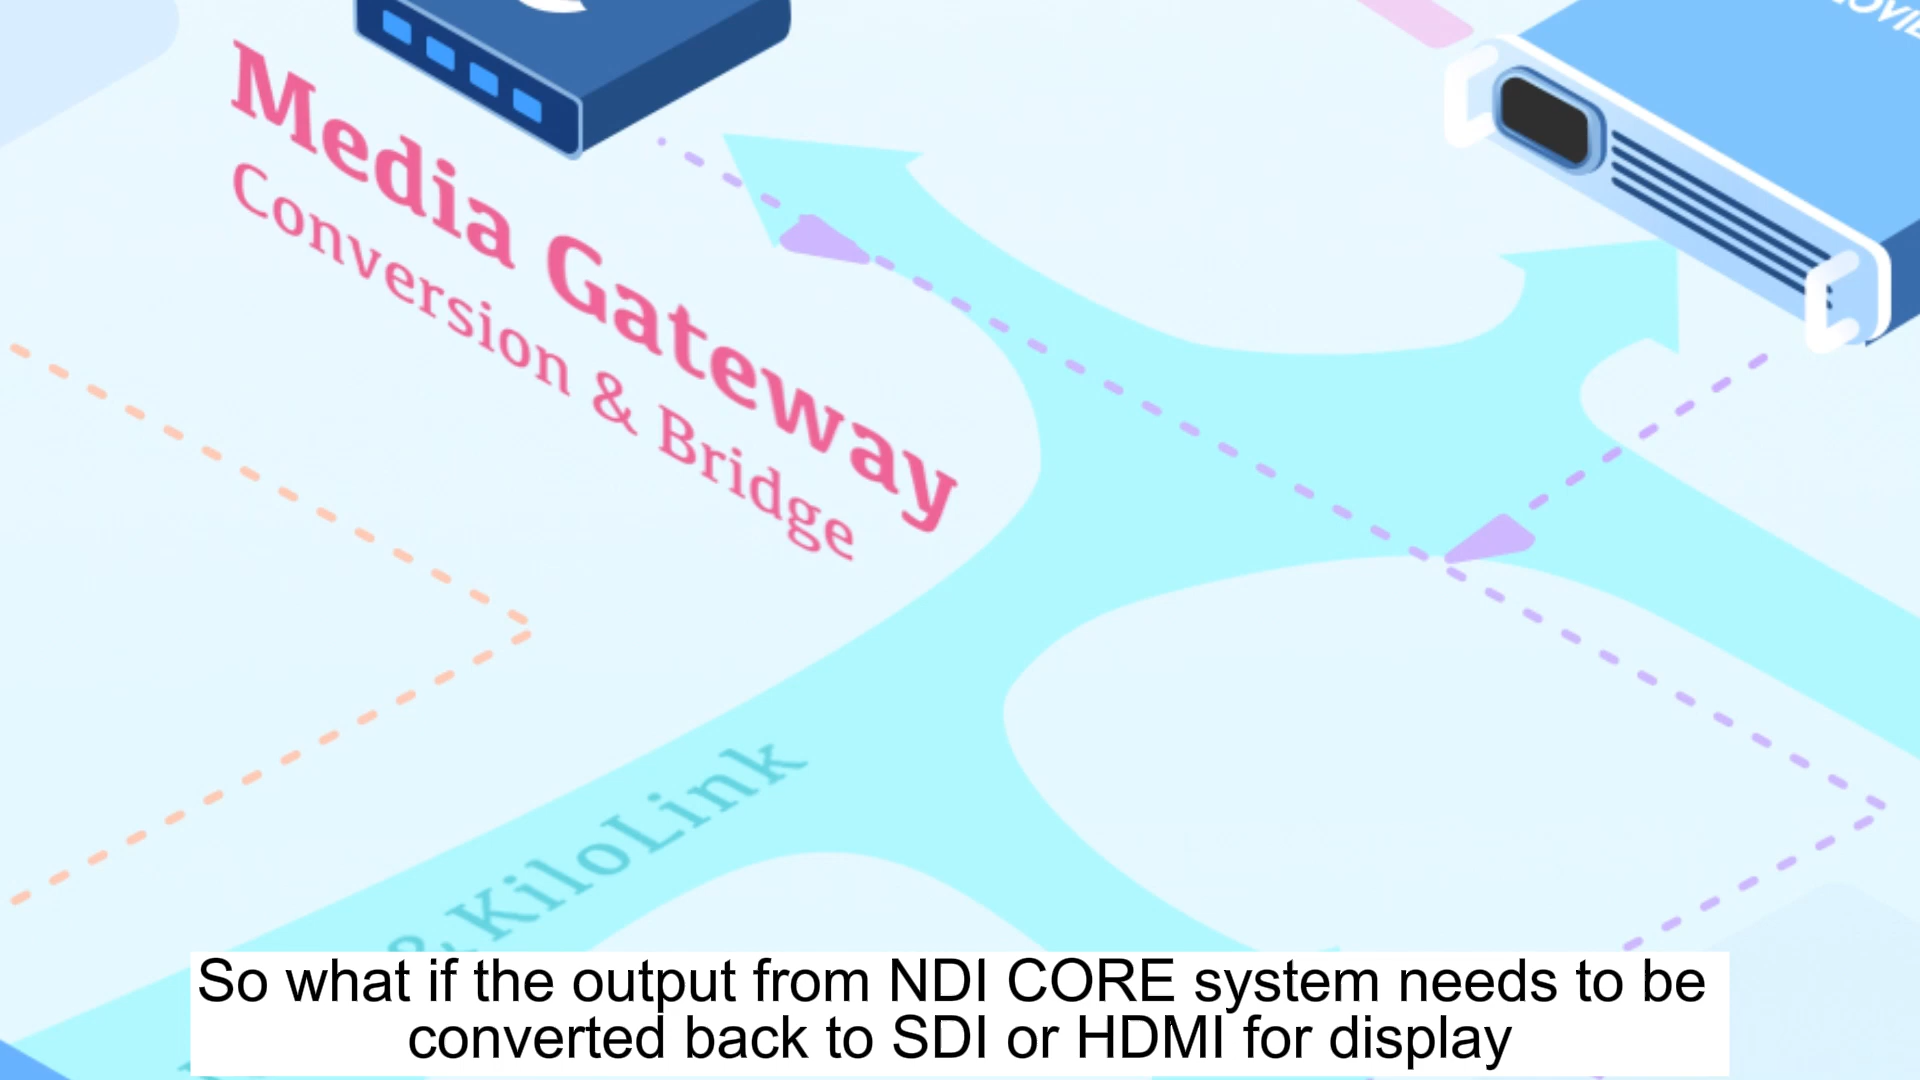 Media Gateway
Conversion & Bridge
& KiloLink
So what if the output from NDI CORE system needs to be
converted back to SDI or HDMI for display